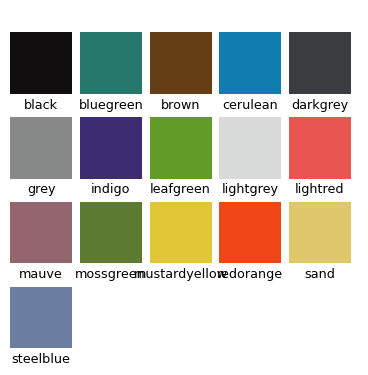 black bluegreen brown cerulean darkgrey
grey indigo leafgreen lightgrey lightred
mauve mossgreen mustardyellow redorange sand
steelblue